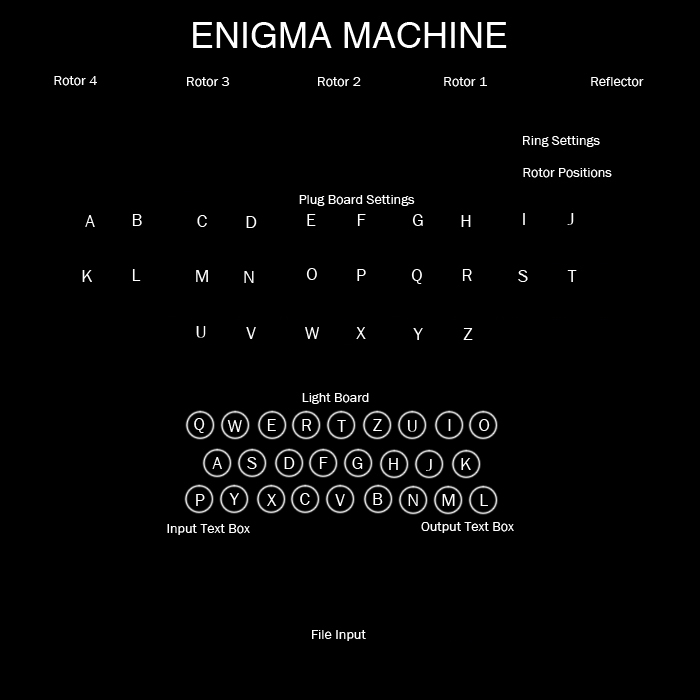 ENIGMA MACHINE
Rotor 4 Rotor 3 Rotor 2 Rotor 1 Reflector
Ring Settings
Rotor Positions
Plug Board Settings
A B C D E F G H I J
K L M N O P Q R S T
U V W X Y Z
Light Board
Q W E R T Z U I O
A S D F G H J K
P Y X C V B N M L
Input Text Box Output Text Box
File Input